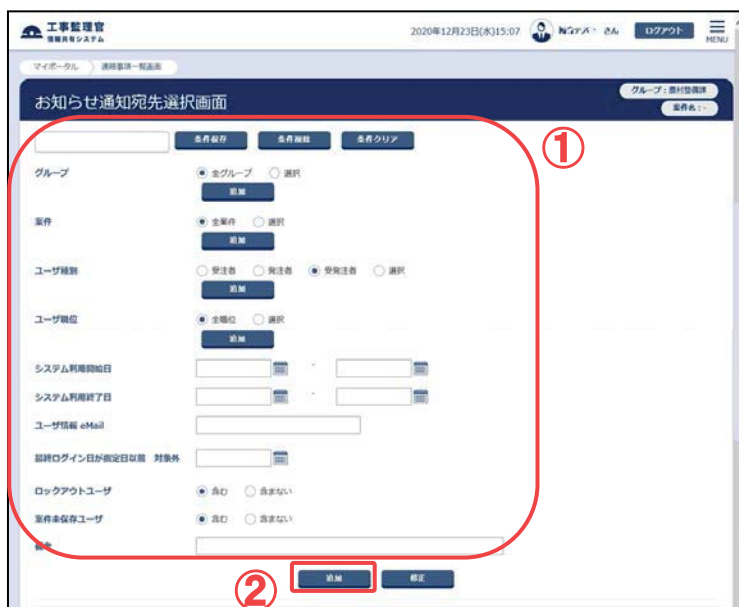 工事監理官
情報共有システム
2020年12月23日(水)15:07
さん
ログアウト
MENU
マイポータル
連絡事項一覧画面
お知らせ通知宛先選択画面
グループ：農村整備課
案件名：-
条件保存 条件削除 条件クリア
①
グループ 全グループ 選択
追加
案件 全案件 選択
追加
ユーザ種別 受注者 発注者 受発注者 選択
追加
ユーザ職位 全職位 選択
追加
システム利用開始日 -
システム利用終了日 -
ユーザ情報 eMail
最終ログイン日が指定日以前 対象外
ロックアウトユーザ 含む 含まない
案件未保存ユーザ 含む 含まない
備考
② 追加 修正